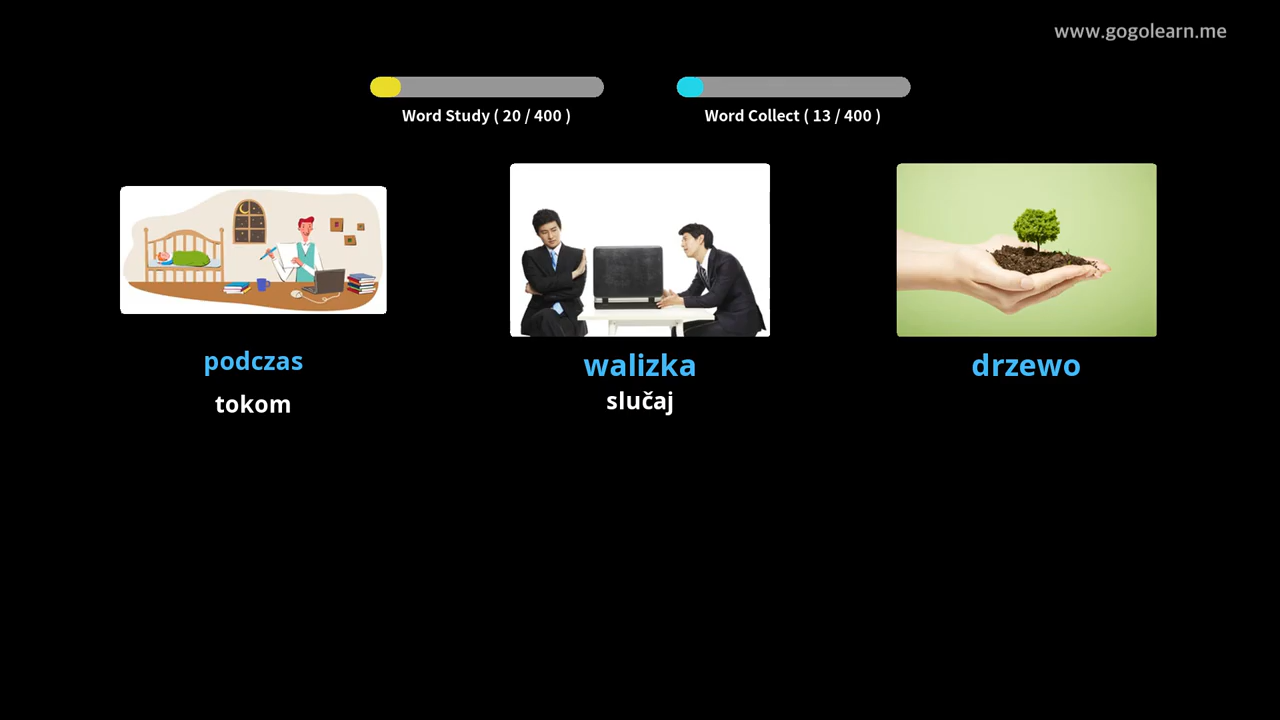 www.gogolearn.me
Word Study ( 20 / 400 )
Word Collect ( 13 / 400 )
podczas
tokom
walizka
slučaj
drzewo